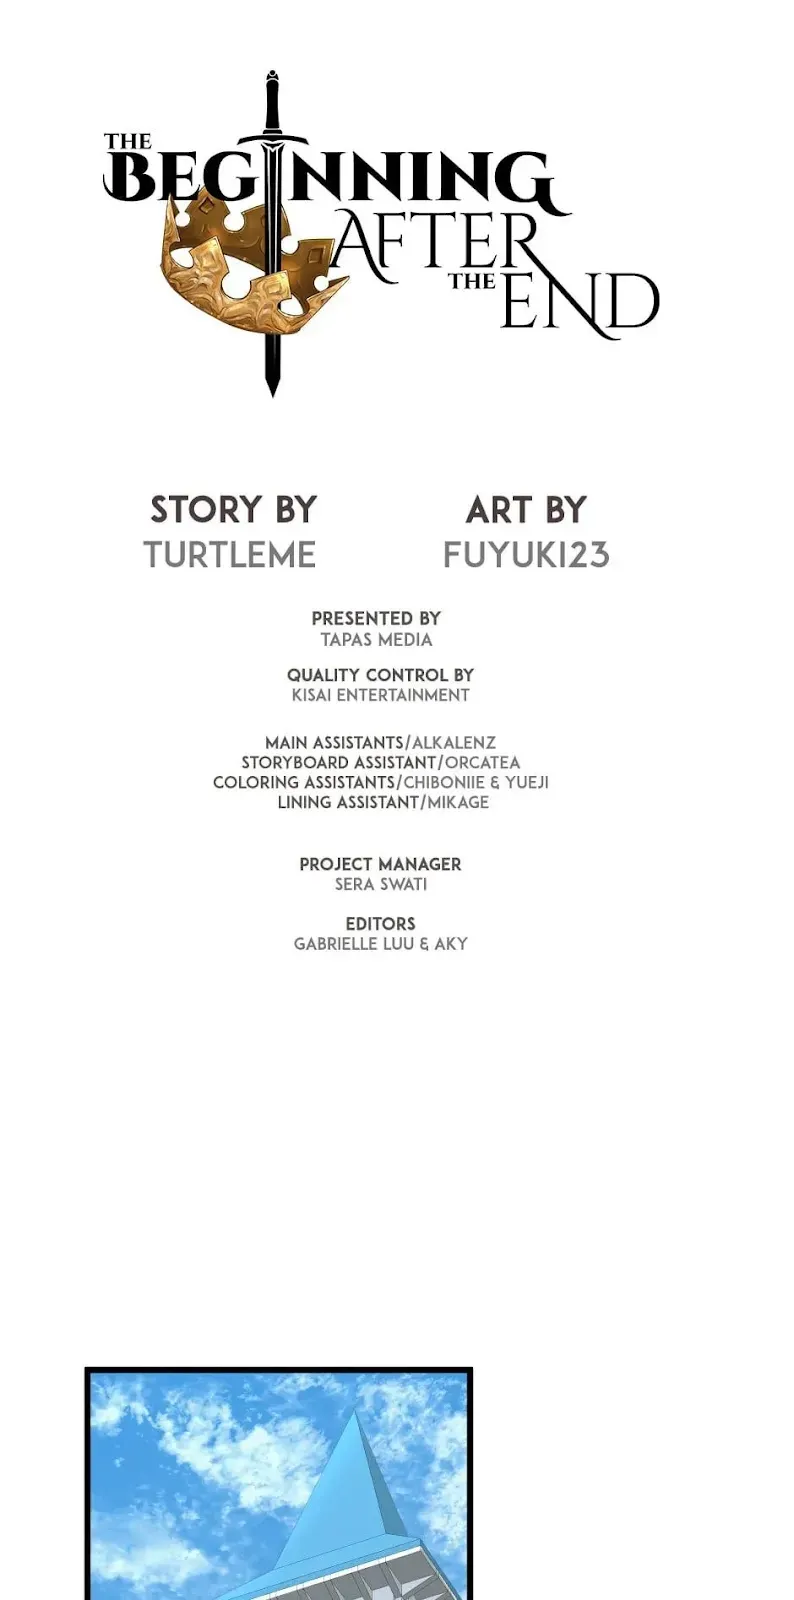 THE
BEGINNING
AFTER
THE END
STORY BY
TURTLEME
ART BY
FUYUKI23
PRESENTED BY
TAPAS MEDIA
QUALITY CONTROL BY
KISAI ENTERTAINMENT
MAIN ASSISTANTS/ALKALENZ
STORYBOARD ASSISTANT/ORCATEA
COLORING ASSISTANTS/CHIBONIIE & YUEJI
LINING ASSISTANT/MIKAGE
PROJECT MANAGER
SERA SWATI
EDITORS
GABRIELLE LUU & AKY